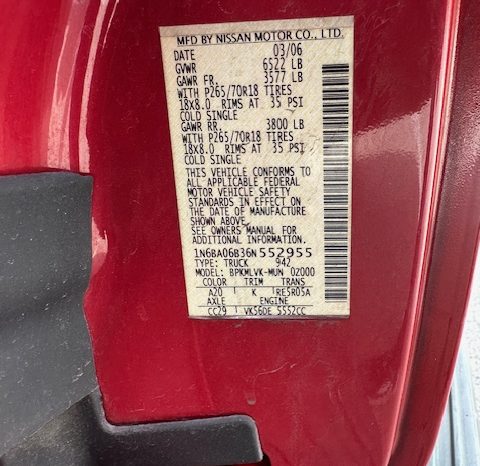 MFD BY NISSAN MOTOR CO., LTD.
DATE 03/06
GVWR 6522 LB
GAWR FR. 3577 LB
WITH P265/70R18 TIRES
18X8.0 RIMS AT 35 PSI
COLD SINGLE
GAWR RR. 3800 LB
WITH P265/70R18 TIRES
18X8.0 RIMS AT 35 PSI
COLD SINGLE
THIS VEHICLE CONFORMS TO
ALL APPLICABLE FEDERAL
MOTOR VEHICLE SAFETY
STANDARDS IN EFFECT ON
THE DATE OF MANUFACTURE
SHOWN ABOVE.
SEE OWNERS MANUAL FOR
ADDITIONAL INFORMATION.
1N6BA06B36N552955
TYPE: TRUCK 942
MODEL: BPKMLVK-MUW 0Z000
COLOR TRIM TRANS
A20 K RE5R05A
AXLE ENGINE
CC29 VK56DE 5552CC